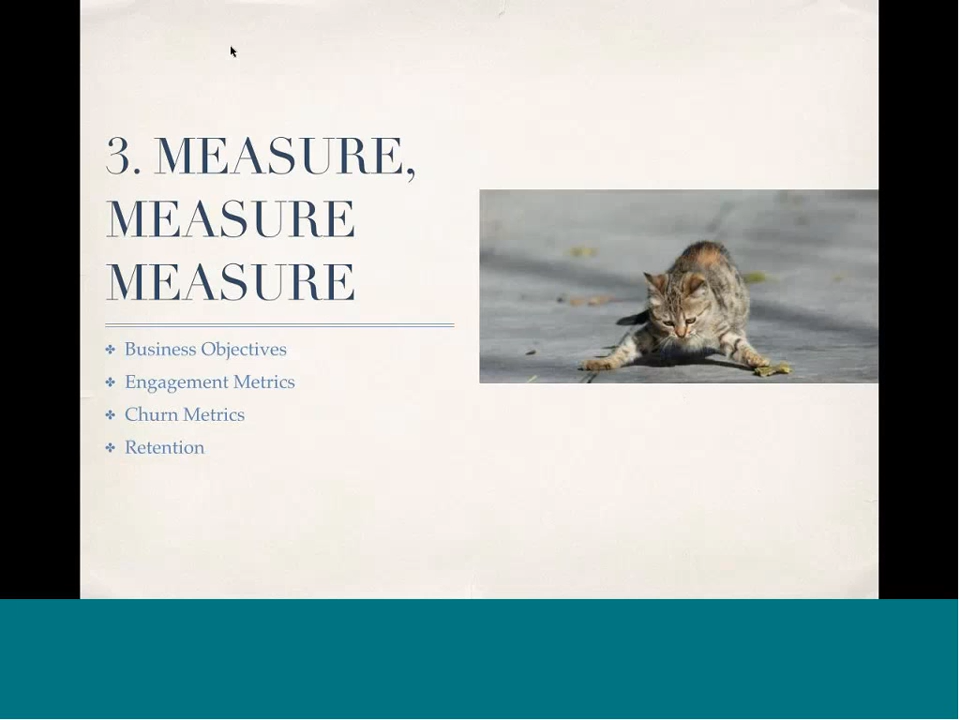 3. MEASURE,
MEASURE
MEASURE
Business Objectives
Engagement Metrics
Churn Metrics
Retention